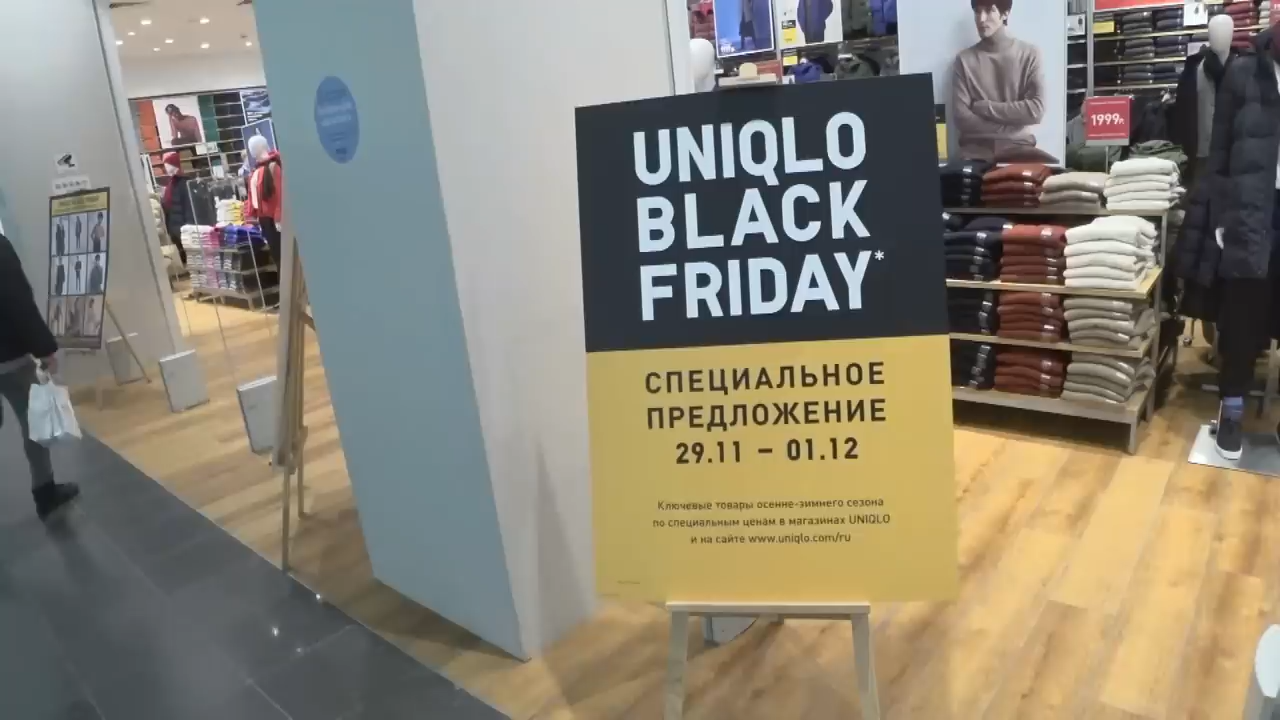 UNIQLO
BLACK
FRIDAY*
СПЕЦИАЛЬНОЕ
ПРЕДЛОЖЕНИЕ
29.11 – 01.12
Ключевые товары осенне-зимнего сезона
по специальным ценам в магазинах UNIQLO
и на сайте www.uniqlo.com/ru
1999р.